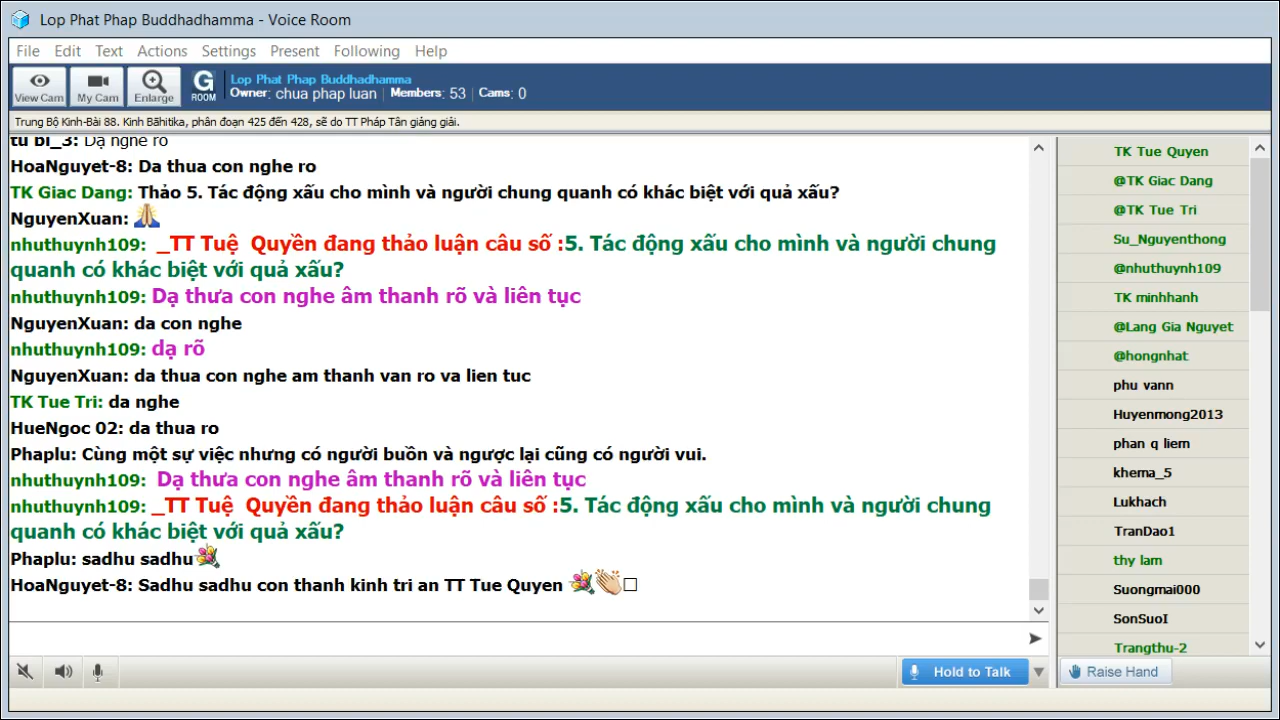 Lop Phat Phap Buddhadhamma - Voice Room
File Edit Text Actions Settings Present Following Help
View Cam
My Cam
Enlarge
G
ROOM
Lop Phat Phap Buddhadhamma
Owner: chua phap luan | Members: 53 | Cams: 0
Trung Bộ Kinh-Bài 88. Kinh Bāhitika, phân đoạn 425 đến 428, sẽ do TT Pháp Tân giảng giải.
tu bi_3: Dạ nghe rõ
HoaNguyet-8: Da thua con nghe ro
TK Giac Dang: Thảo 5. Tác động xấu cho mình và người chung quanh có khác biệt với quả xấu?
NguyenXuan: 🙏
nhuthuynh109: _TT Tuệ Quyền đang thảo luận câu số :5. Tác động xấu cho mình và người chung
quanh có khác biệt với quả xấu?
nhuthuynh109: Dạ thưa con nghe âm thanh rõ và liên tục
NguyenXuan: da con nghe
nhuthuynh109: dạ rõ
NguyenXuan: da thua con nghe am thanh van ro va lien tuc
TK Tue Tri: da nghe
HueNgoc 02: da thua ro
Phaplu: Cùng một sự việc nhưng có người buồn và ngược lại cũng có người vui.
nhuthuynh109: Dạ thưa con nghe âm thanh rõ và liên tục
nhuthuynh109: _TT Tuệ Quyền đang thảo luận câu số :5. Tác động xấu cho mình và người chung
quanh có khác biệt với quả xấu?
Phaplu: sadhu sadhu💐
HoaNguyet-8: Sadhu sadhu con thanh kinh tri an TT Tue Quyen 💐👏□
Hold to Talk
TK Tue Quyen
@TK Giac Dang
@TK Tue Tri
Su_Nguyenthong
@nhuthuynh109
TK minhhanh
@Lang Gia Nguyet
@hongnhat
phu vann
Huyenmong2013
phan q liem
khema_5
Lukhach
TranDao1
thy lam
Suongmai000
SonSuoI
Trangthu-2
Raise Hand